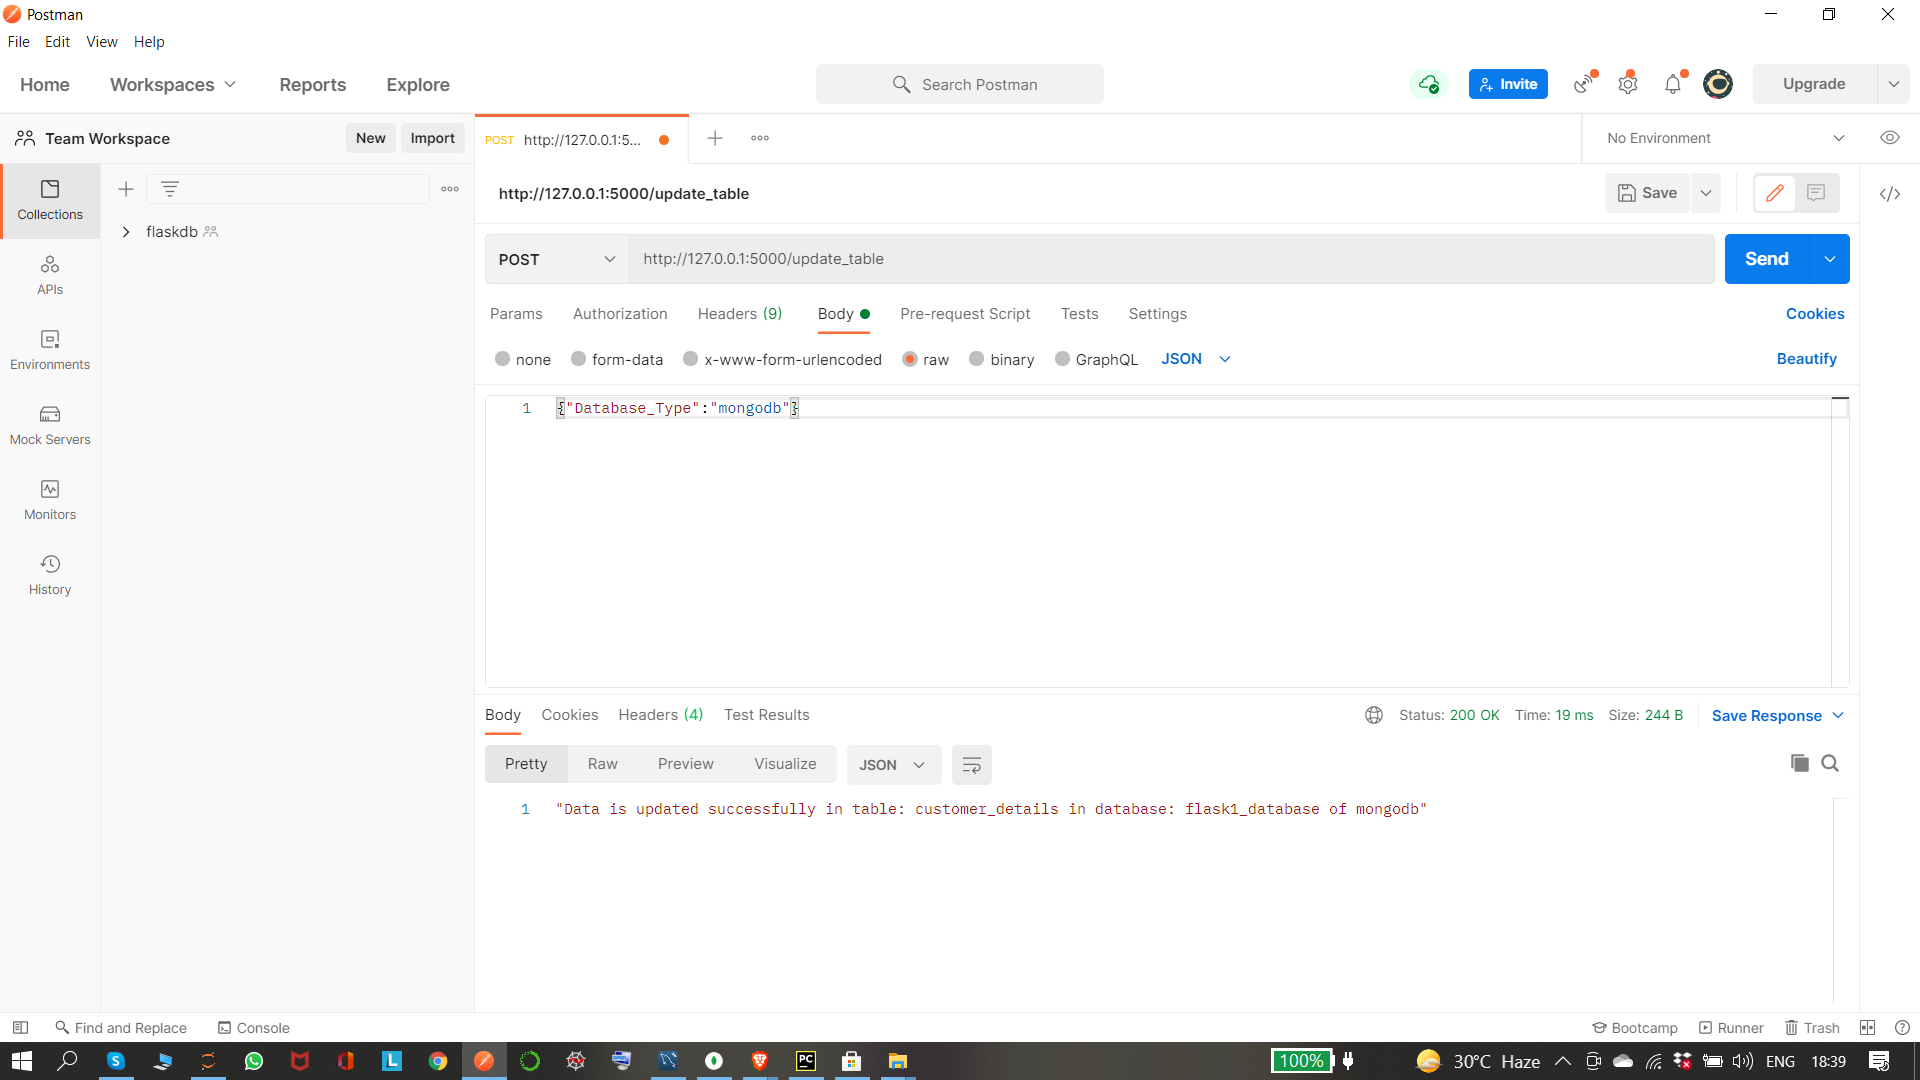 Postman
File Edit View Help
Home Workspaces Reports Explore Search Postman Invite Upgrade
Team Workspace New Import POST http://127.0.0.1:5... No Environment
http://127.0.0.1:5000/update_table Save
Collections
flaskdb
POST http://127.0.0.1:5000/update_table Send
APIs
Params Authorization Headers (9) Body Pre-request Script Tests Settings Cookies
Environments
none form-data x-www-form-urlencoded raw binary GraphQL JSON Beautify
1 {"Database_Type":"mongodb"}
Mock Servers
Monitors
History
Body Cookies Headers (4) Test Results Status: 200 OK Time: 19 ms Size: 244 B Save Response
Pretty Raw Preview Visualize JSON
1 "Data is updated successfully in table: customer_details in database: flask1_database of mongodb"
Find and Replace Console Bootcamp Runner Trash
S L PC 100% 30°C Haze ENG 18:39